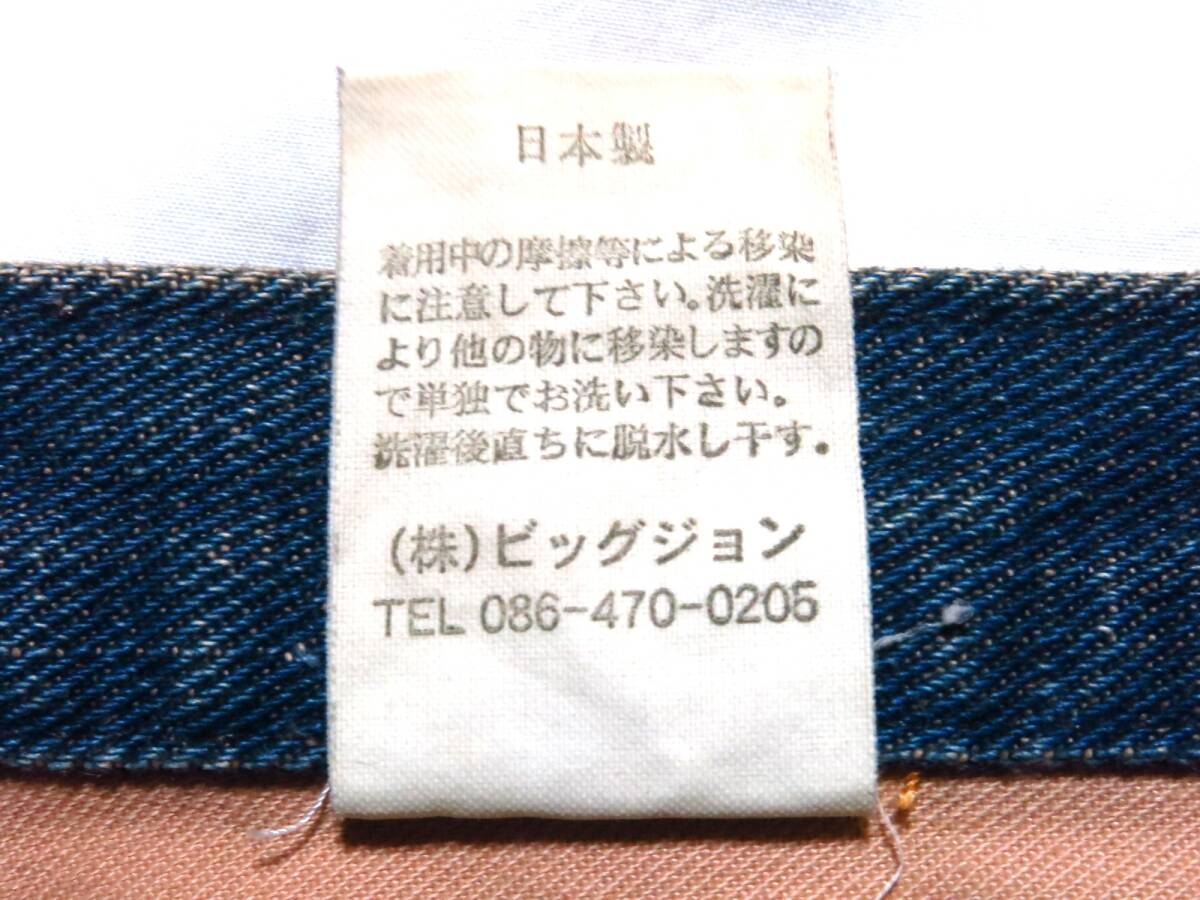 日本製
着用中の摩擦等による移染
に注意して下さい。洗濯に
より他の物に移染しますの
で単独でお洗い下さい。
洗濯後直ちに脱水し干す。
(株)ビッグジョン
TEL 086-470-0205